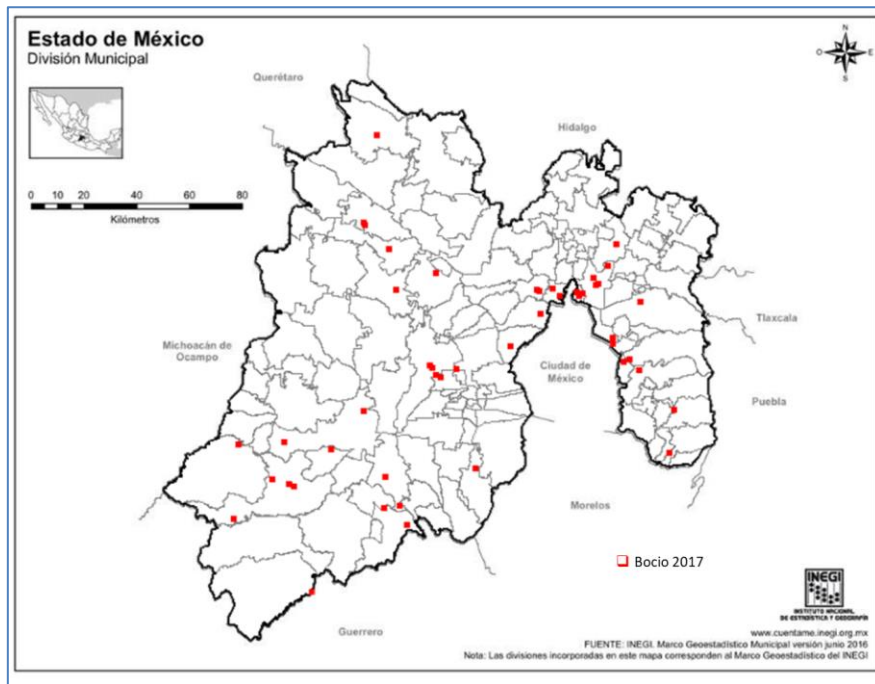 Estado de México
División Municipal
N
O
E
S
Querétaro
Hidalgo
0 20 40 60 80
Kilómetros
Michoacán de
Ocampo
Tlaxcala
Ciudad de
México
Puebla
Morelos
Bocio 2017
Guerrero
INEGI
INSTITUTO NACIONAL
DE ESTADÍSTICA Y GEOGRAFÍA
www.cuentame.inegi.org.mx
FUENTE: INEGI. Marco Geoestadístico Municipal versión junio 2016
Nota: Las divisiones incorporadas en este mapa corresponden al Marco Geoestadístico del INEGI